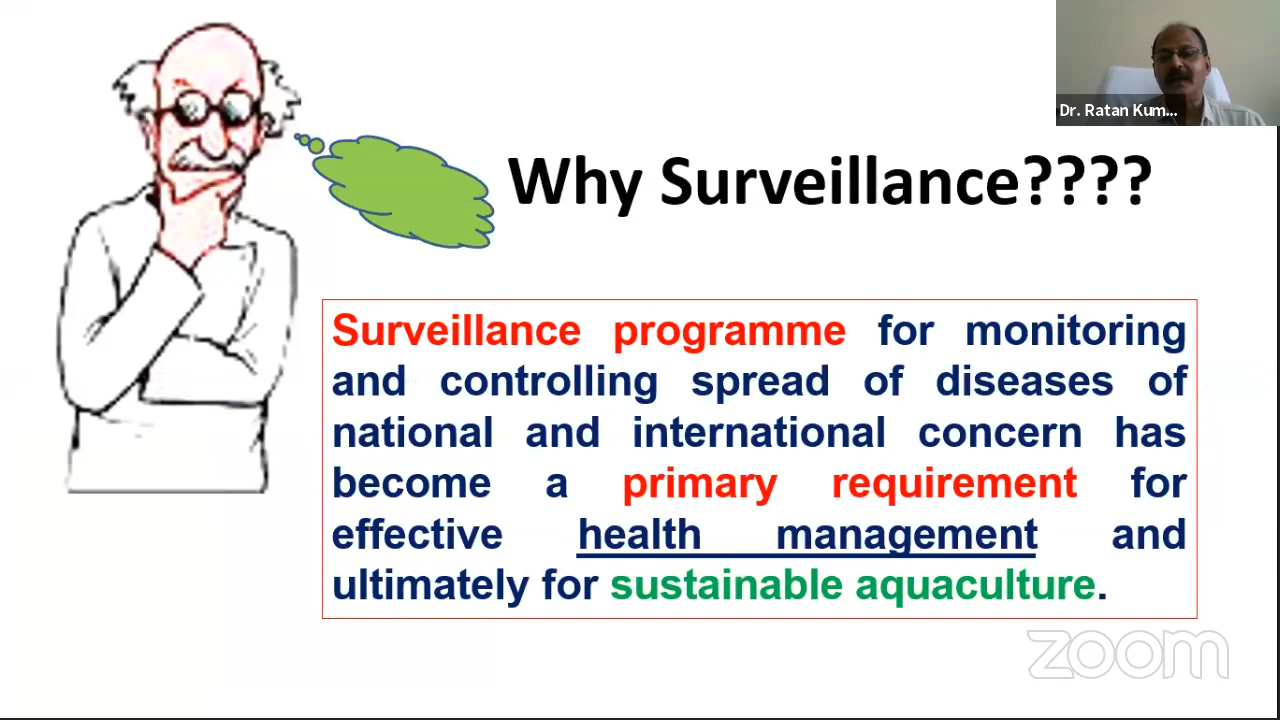 Dr. Ratan Kum...
Why Surveillance????
Surveillance programme for monitoring
and controlling spread of diseases of
national and international concern has
become a primary requirement for
effective health management and
ultimately for sustainable aquaculture.
zoom